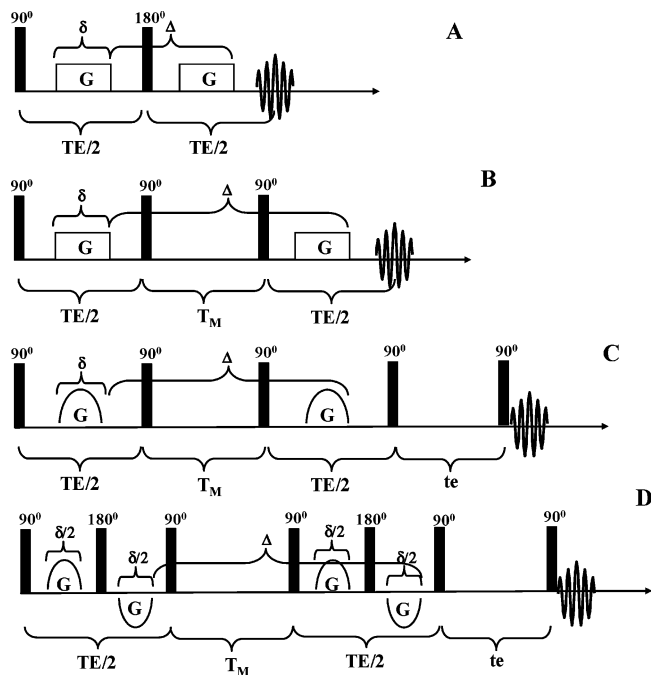 90⁰ 180⁰ A
δ Δ
G G
TE/2 TE/2
B
90⁰ 90⁰ 90⁰
δ Δ
G G
TE/2 T_M TE/2
C
90⁰ 90⁰ 90⁰ 90⁰ 90⁰
δ Δ
G G
TE/2 T_M TE/2 te
D
90⁰ 180⁰ 90⁰ 90⁰ 180⁰ 90⁰ 90⁰
δ/2 δ/2 Δ δ/2 δ/2
G G G G
TE/2 T_M TE/2 te